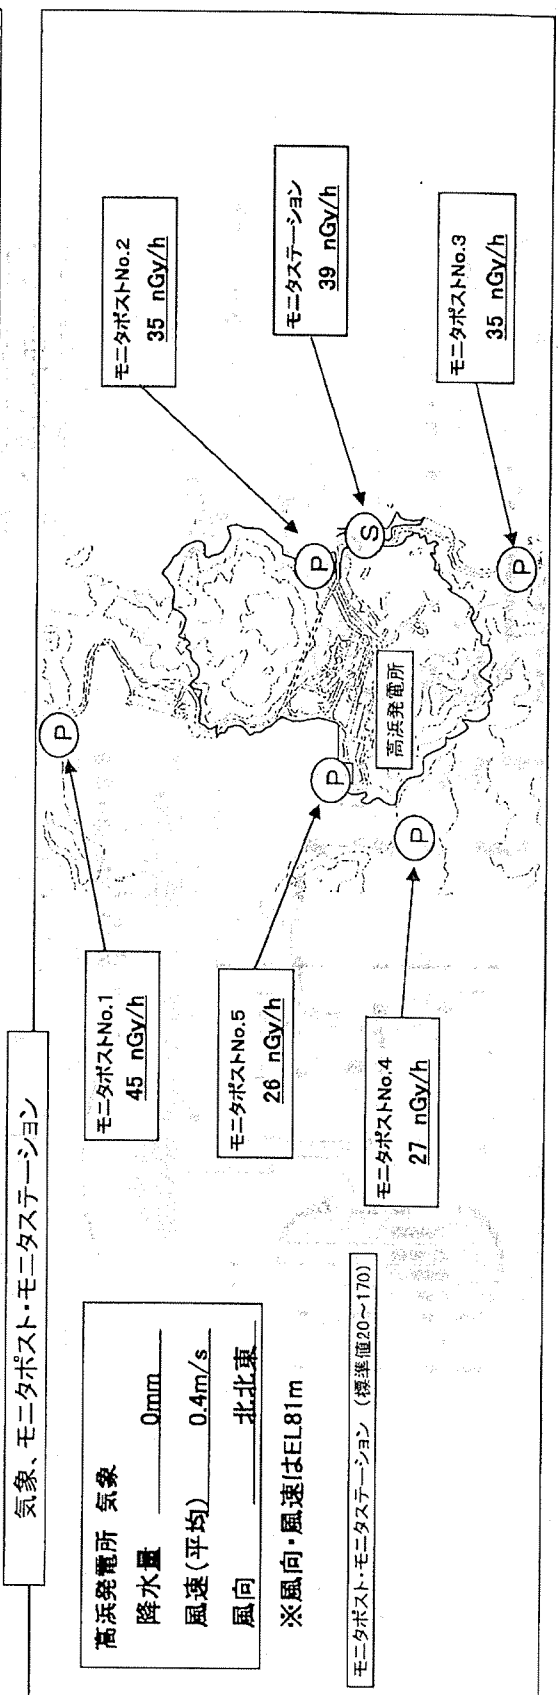 気象、モニタポスト・モニタステーション
高浜発電所 気象
降水量 0mm
風速(平均) 0.4m/s
風向 北北東
※風向・風速はEL81m
モニタポスト・モニタステーション (標準値20~170)
モニタポストNo.1
45 nGy/h
モニタポストNo.5
26 nGy/h
モニタポストNo.4
27 nGy/h
P
P
P
高浜発電所
P
S
P
モニタポストNo.2
35 nGy/h
モニタステーション
39 nGy/h
モニタポストNo.3
35 nGy/h